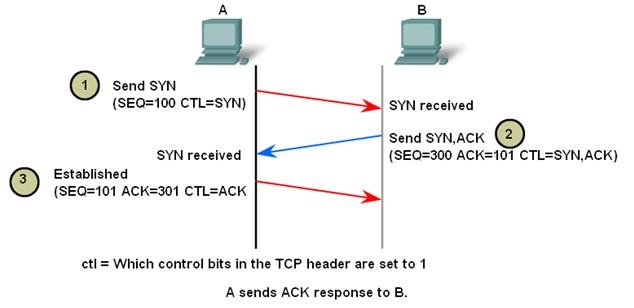 A
B
1
Send SYN
(SEQ=100 CTL=SYN)
SYN received
Send SYN,ACK
2
(SEQ=300 ACK=101 CTL=SYN,ACK)
SYN received
3
Established
(SEQ=101 ACK=301 CTL=ACK
ctl = Which control bits in the TCP header are set to 1
A sends ACK response to B.